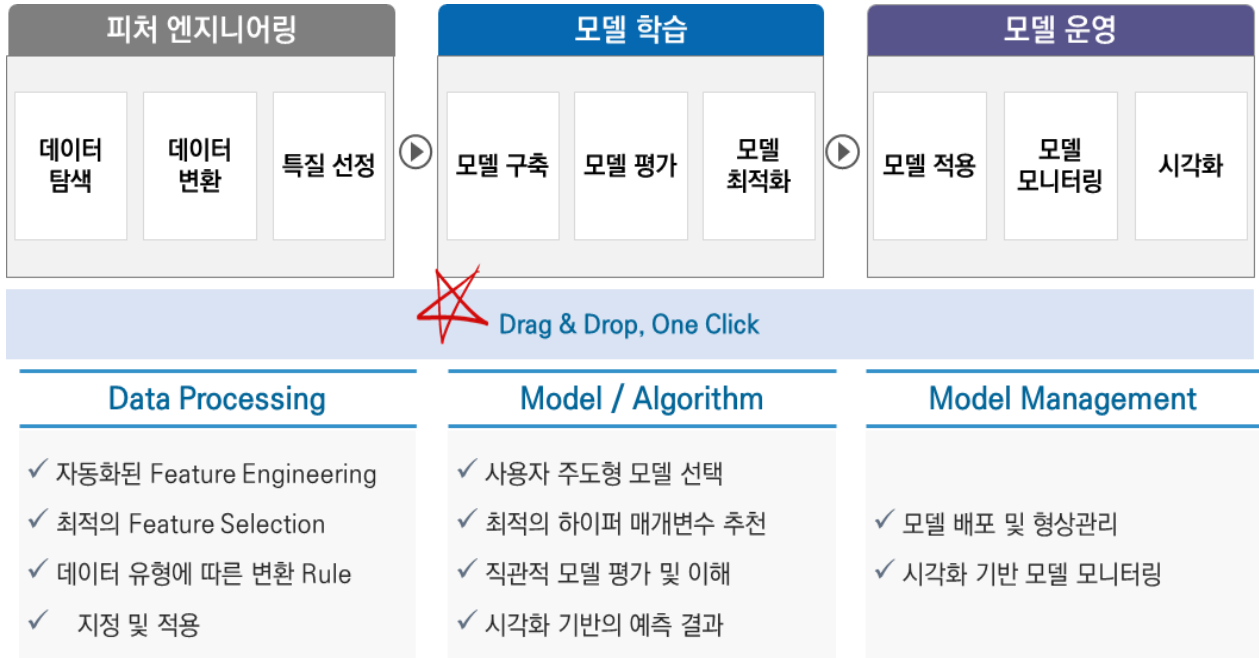 피처 엔지니어링
모델 학습
모델 운영
데이터
탐색
데이터
변환
특질 선정
모델 구축
모델 평가
모델
최적화
모델 적용
모델
모니터링
시각화
Drag & Drop, One Click
Data Processing
✓ 자동화된 Feature Engineering
✓ 최적의 Feature Selection
✓ 데이터 유형에 따른 변환 Rule
✓ 지정 및 적용
Model / Algorithm
✓ 사용자 주도형 모델 선택
✓ 최적의 하이퍼 매개변수 추천
✓ 직관적 모델 평가 및 이해
✓ 시각화 기반의 예측 결과
Model Management
✓ 모델 배포 및 형상관리
✓ 시각화 기반 모델 모니터링